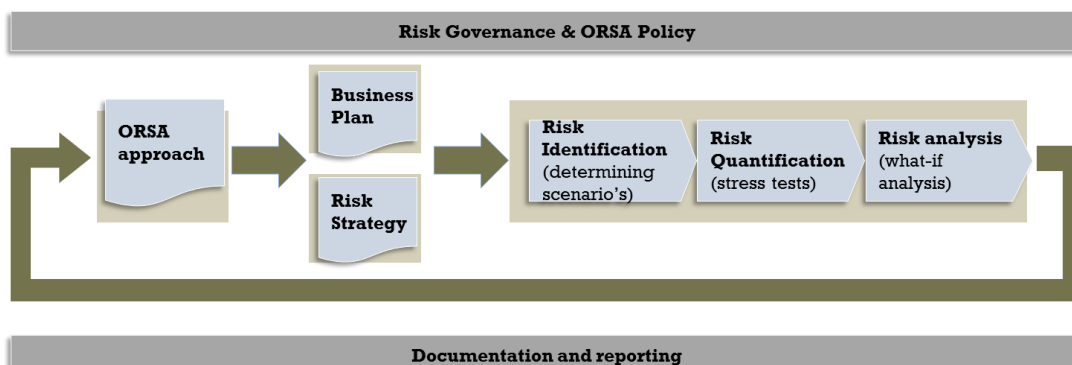 Risk Governance & ORSA Policy
ORSA
approach
Business
Plan
Risk
Strategy
Risk
Identification
(determining
scenario's)
Risk
Quantification
(stress tests)
Risk analysis
(what-if
analysis)
Documentation and reporting